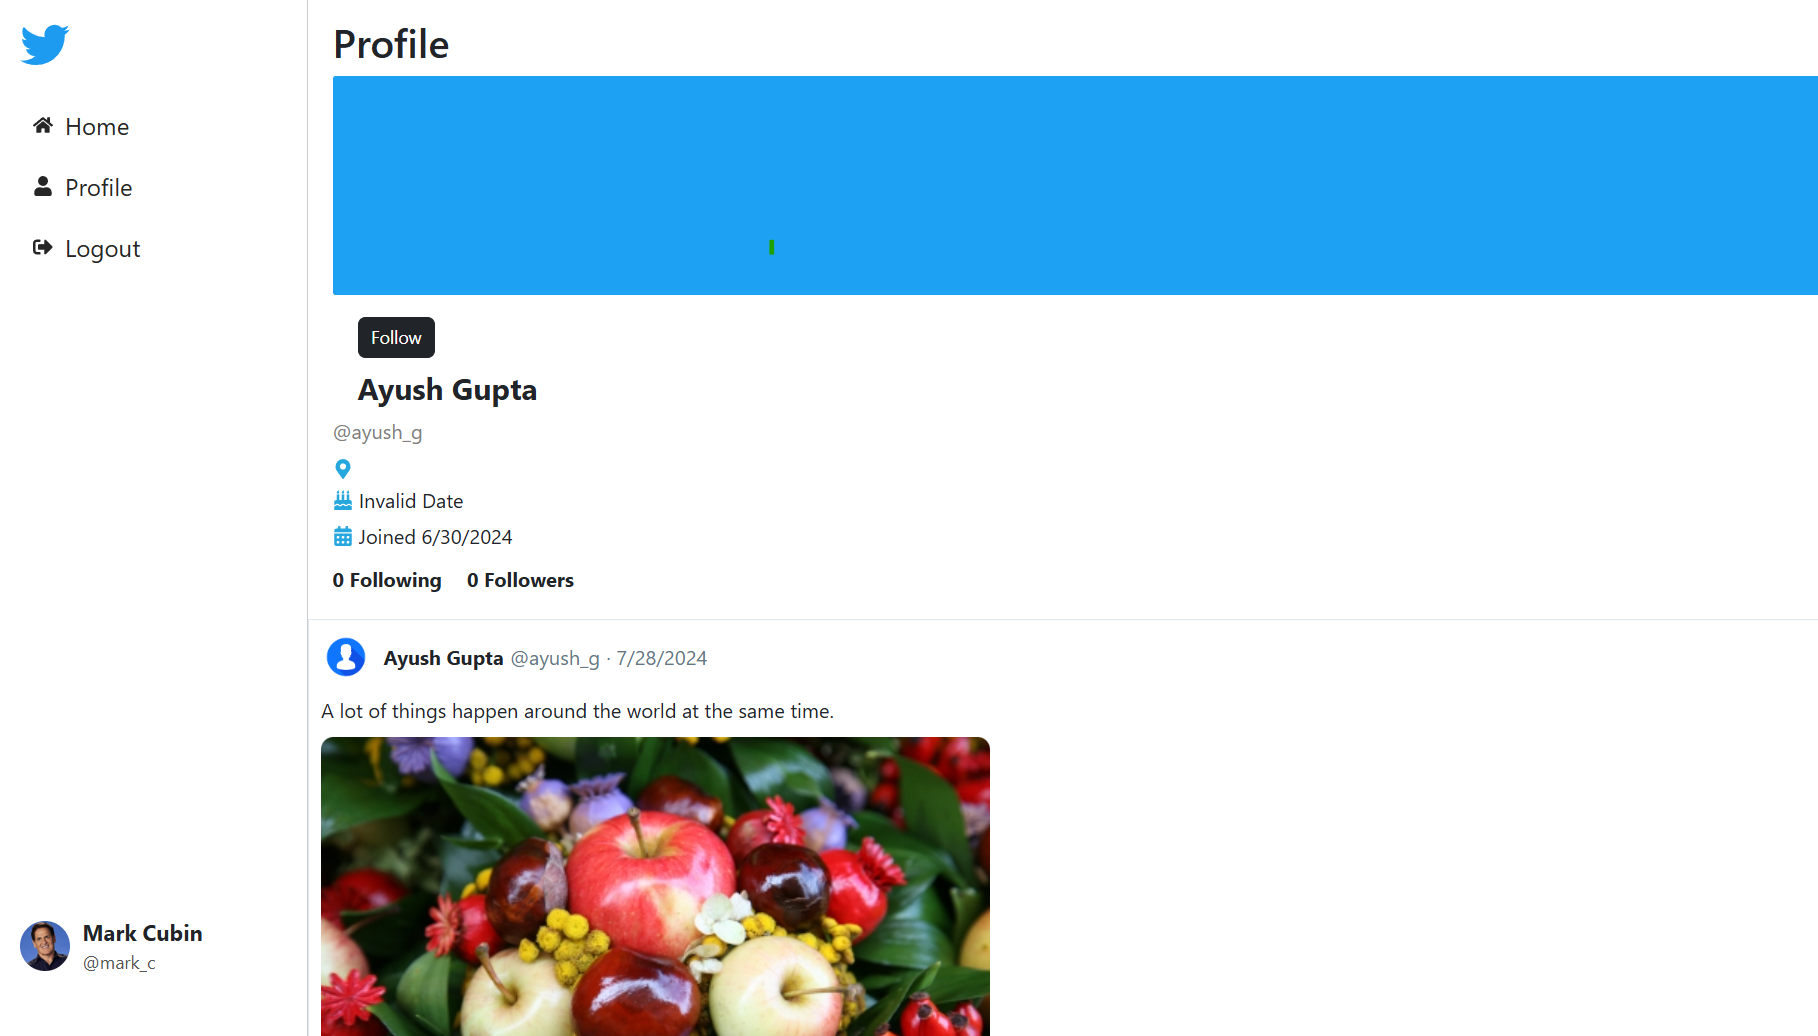 Profile
Home
Profile
Logout
Follow
Ayush Gupta
@ayush_g
Invalid Date
Joined 6/30/2024
0 Following 0 Followers
Ayush Gupta @ayush_g · 7/28/2024
A lot of things happen around the world at the same time.
Mark Cubin
@mark_c